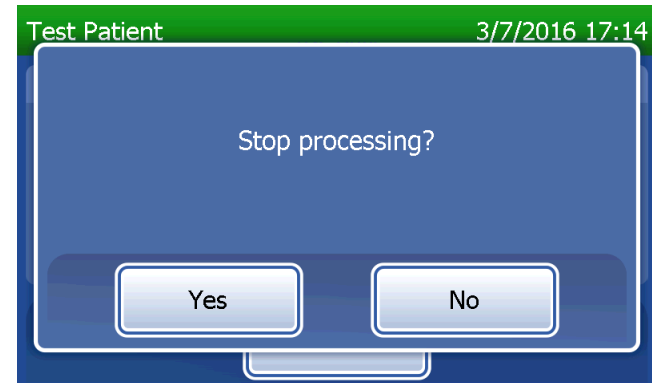 Test Patient 3/7/2016 17:14
Stop processing?
Yes No